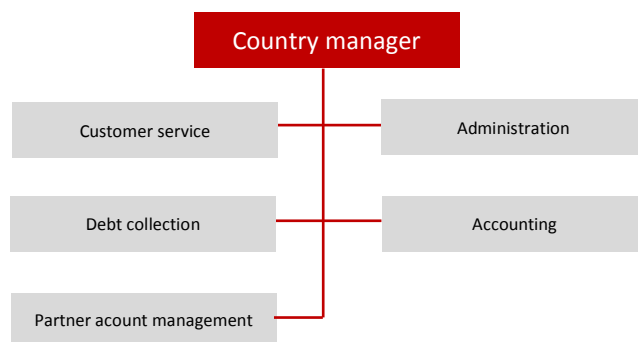 Country manager
Customer service
Administration
Debt collection
Accounting
Partner acount management